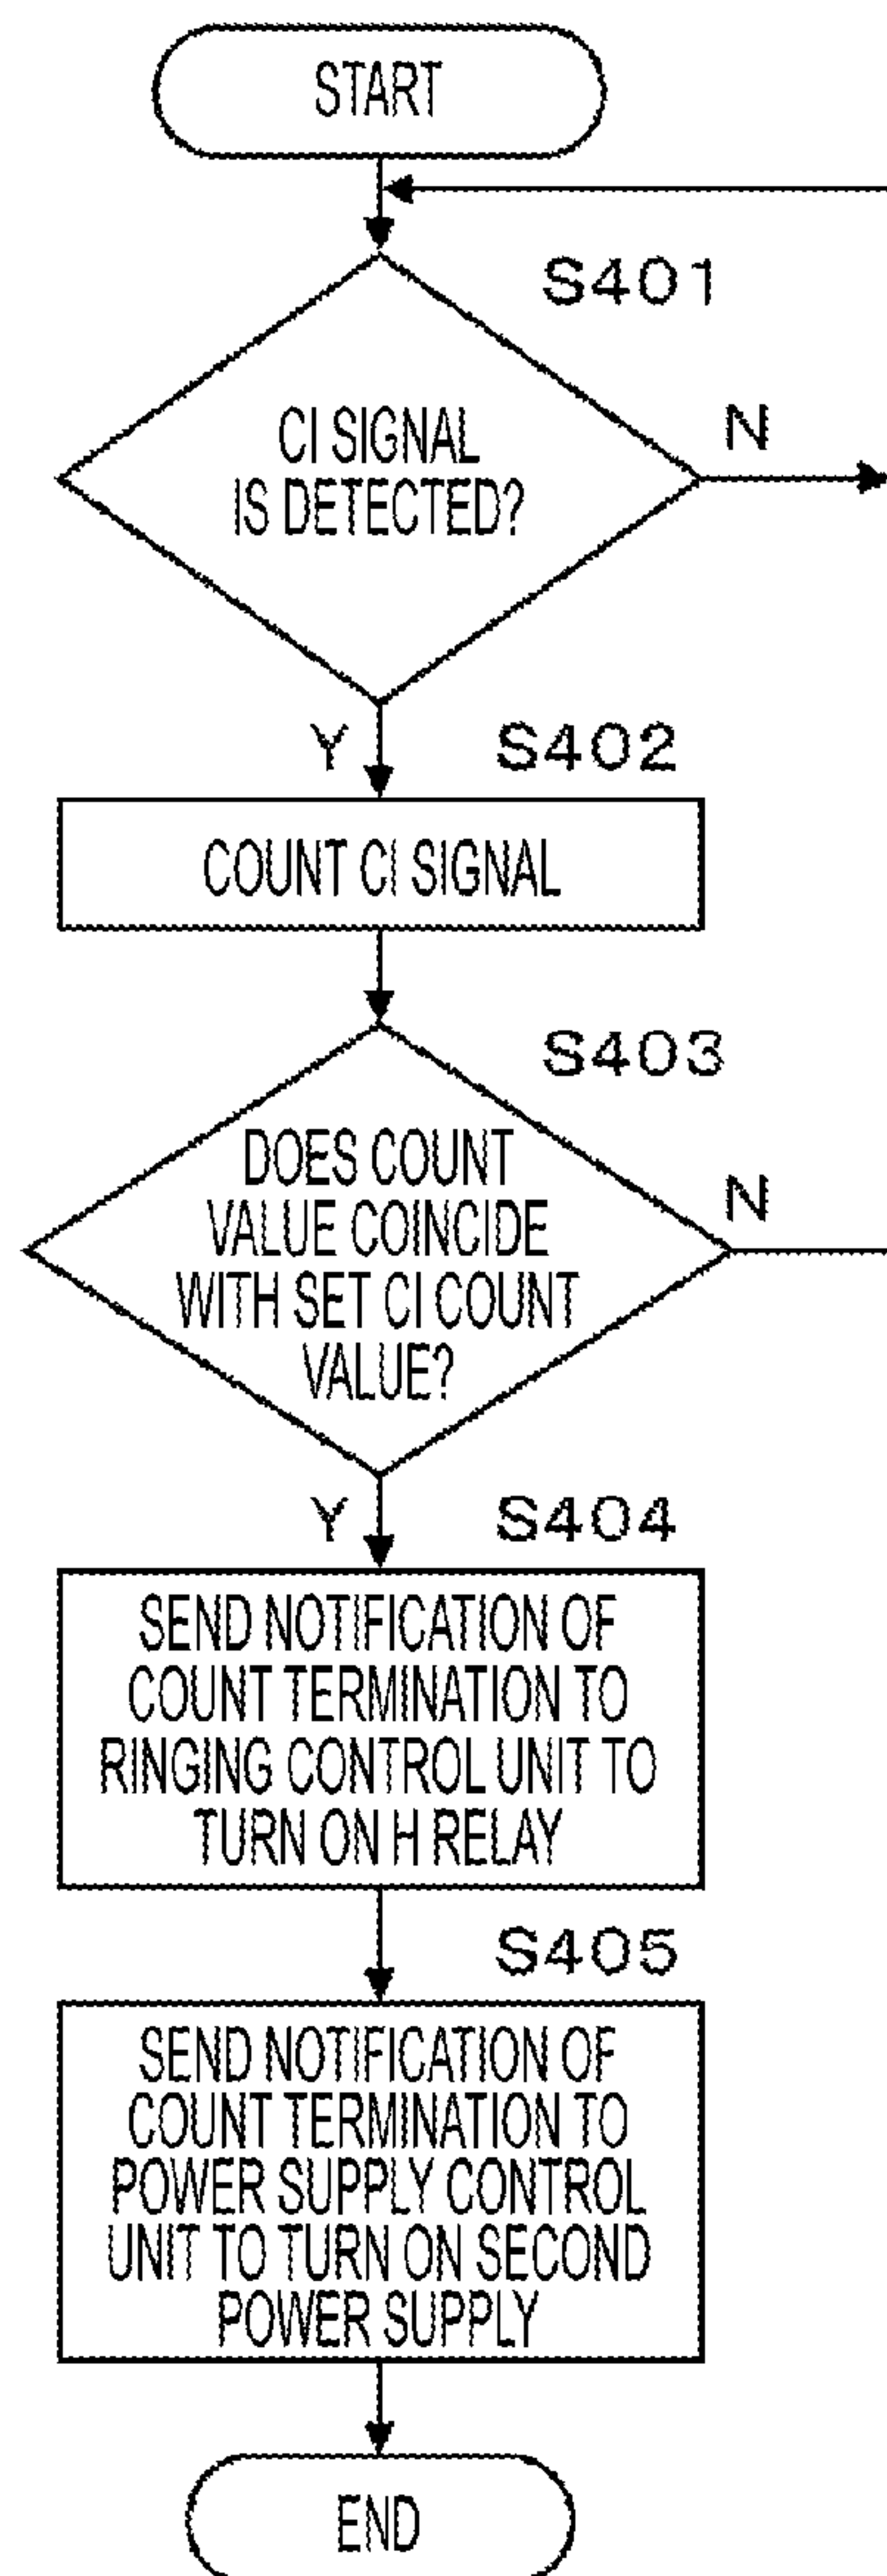 START
S401
CI SIGNAL
IS DETECTED?
N
Y
S402
COUNT CI SIGNAL
S403
DOES COUNT
VALUE COINCIDE
WITH SET CI COUNT
VALUE?
N
Y
S404
SEND NOTIFICATION OF
COUNT TERMINATION TO
RINGING CONTROL UNIT TO
TURN ON H RELAY
S405
SEND NOTIFICATION OF
COUNT TERMINATION TO
POWER SUPPLY CONTROL
UNIT TO TURN ON SECOND
POWER SUPPLY
END